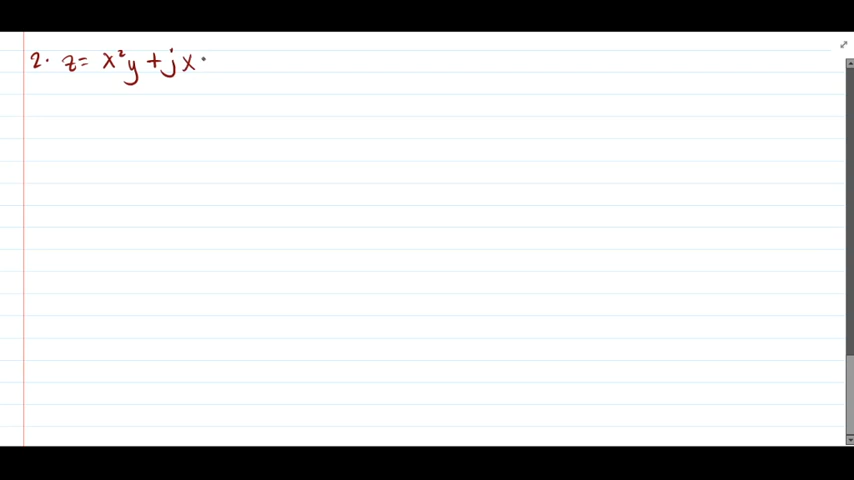 2. z = x²y + jx